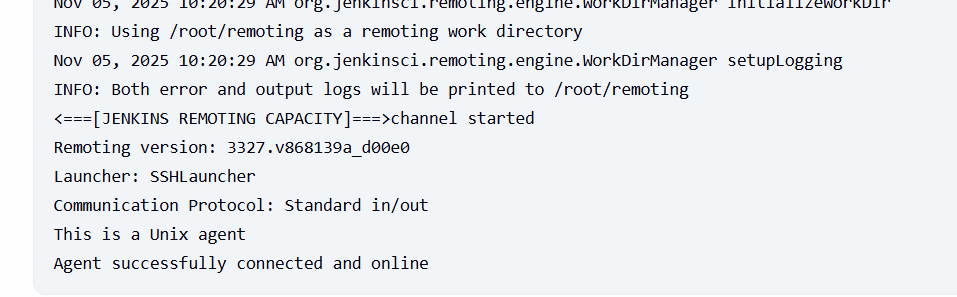 Nov 05, 2025 10:20:29 AM org.jenkinsci.remoting.engine.WorkDirManager initializeWorkDir
INFO: Using /root/remoting as a remoting work directory
Nov 05, 2025 10:20:29 AM org.jenkinsci.remoting.engine.WorkDirManager setupLogging
INFO: Both error and output logs will be printed to /root/remoting
<===[JENKINS REMOTING CAPACITY]===>channel started
Remoting version: 3327.v868139a_d00e0
Launcher: SSHLauncher
Communication Protocol: Standard in/out
This is a Unix agent
Agent successfully connected and online